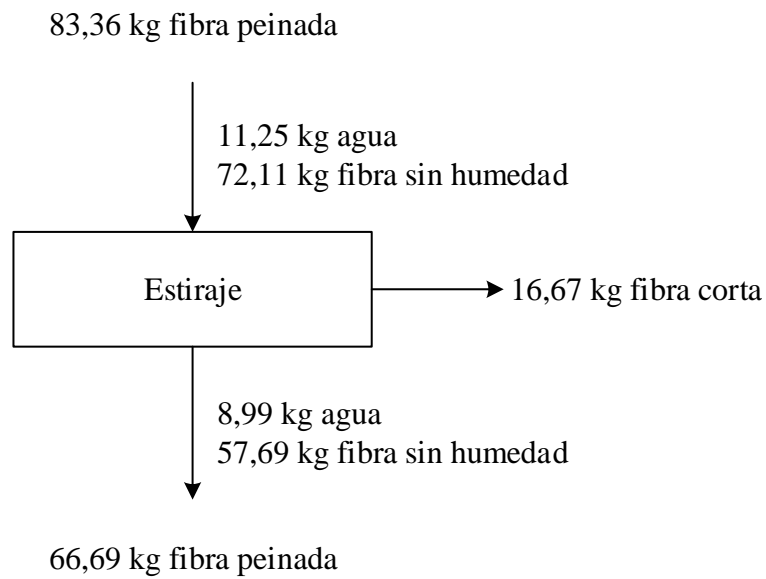 83,36 kg fibra peinada
11,25 kg agua
72,11 kg fibra sin humedad
Estiraje
16,67 kg fibra corta
8,99 kg agua
57,69 kg fibra sin humedad
66,69 kg fibra peinada